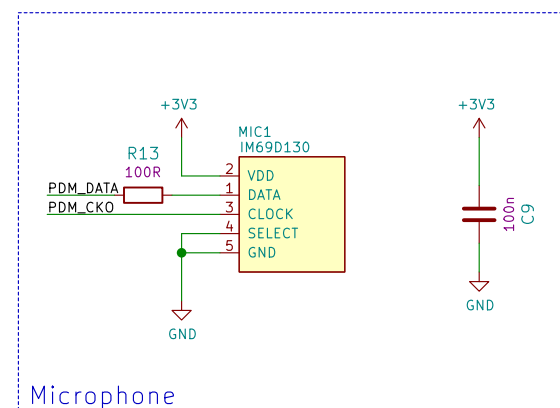 +3V3
+3V3
MIC1
IM69D130
R13
100R
2 VDD
PDM_DATA
1 DATA
PDM_CKO
3 CLOCK
4 SELECT
5 GND
100n
C9
GND
GND
Microphone